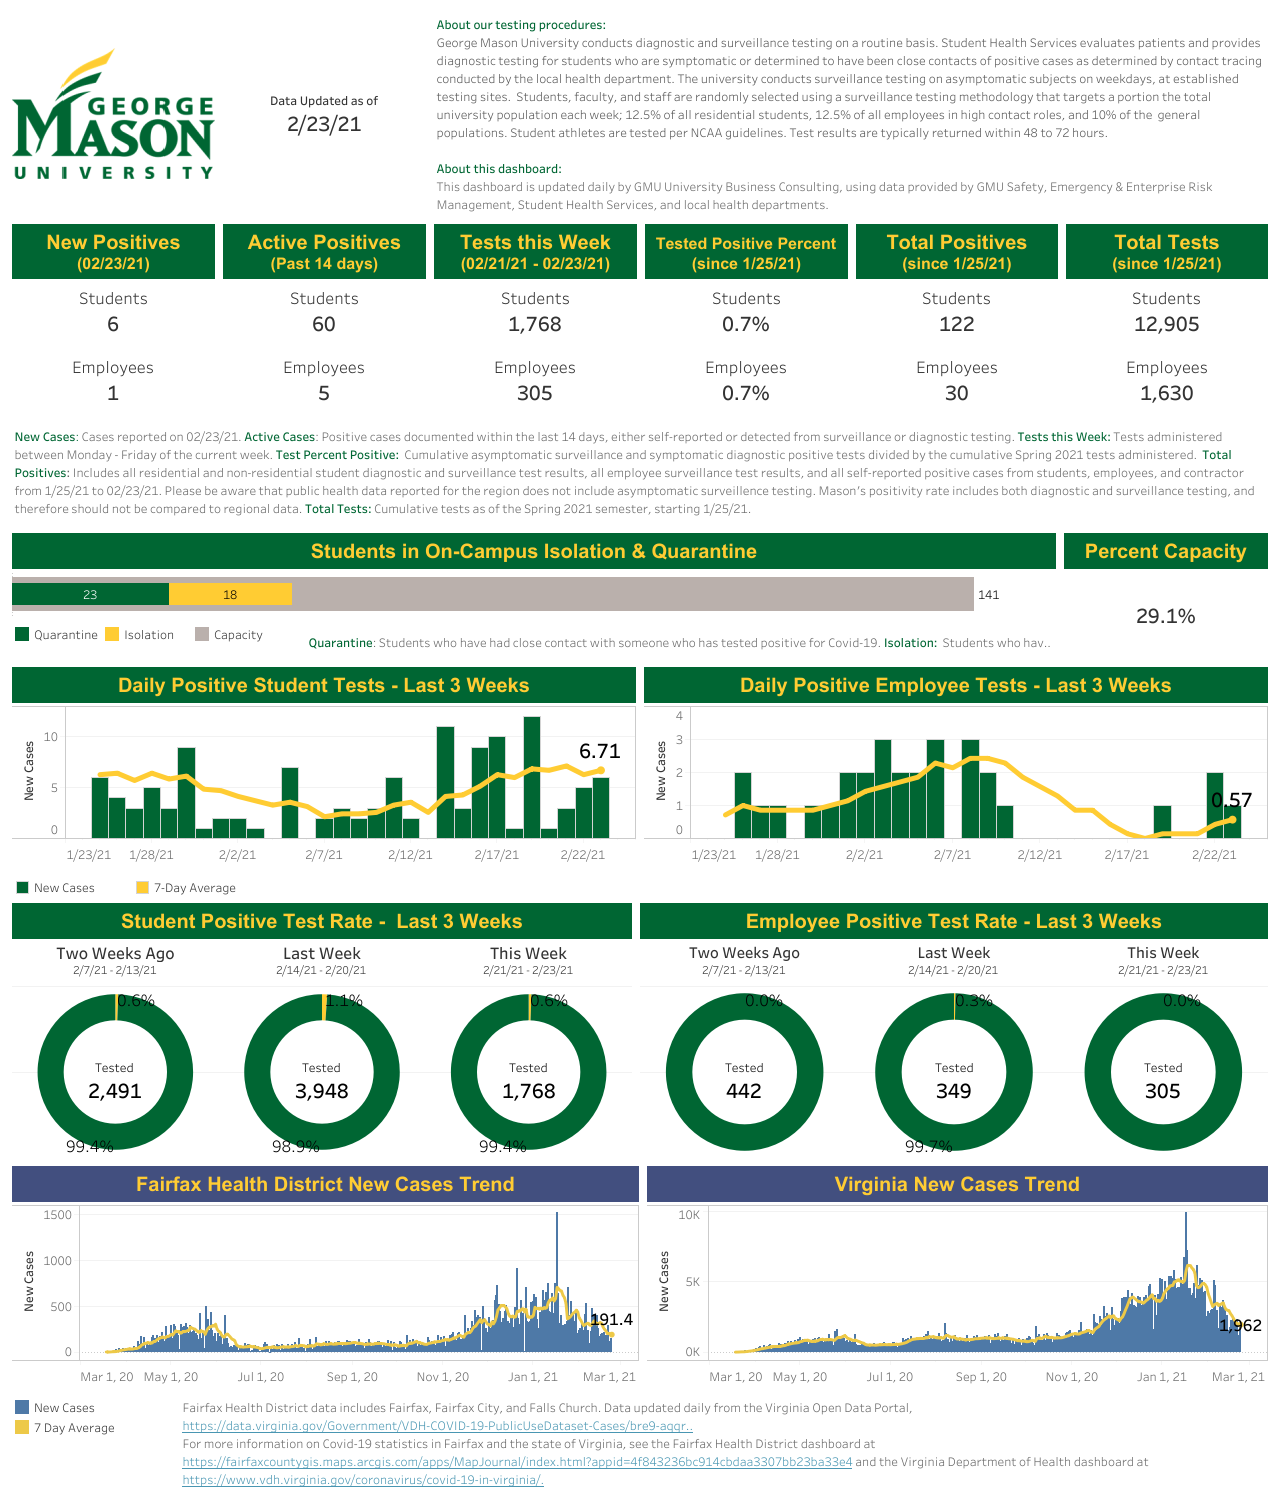 About our testing procedures:
George Mason University conducts diagnostic and surveillance testing on a routine basis. Student Health Services evaluates patients and provides
diagnostic testing for students who are symptomatic or determined to have been close contacts of positive cases as determined by contact tracing
conducted by the local health department. The university conducts surveillance testing on asymptomatic subjects on weekdays, at established
testing sites.  Students, faculty, and staff are randomly selected using a surveillance testing methodology that targets a portion the total
university population each week; 12.5% of all residential students, 12.5% of all employees in high contact roles, and 10% of the  general
populations. Student athletes are tested per NCAA guidelines. Test results are typically returned within 48 to 72 hours.
GEORGE
MASON
UNIVERSITY
Data Updated as of
2/23/21
About this dashboard:
This dashboard is updated daily by GMU University Business Consulting, using data provided by GMU Safety, Emergency & Enterprise Risk
Management, Student Health Services, and local health departments.
New Positives
(02/23/21)
Students
6
Employees
1
Active Positives
(Past 14 days)
Students
60
Employees
5
Tests this Week
(02/21/21 - 02/23/21)
Students
1,768
Employees
305
Tested Positive Percent
(since 1/25/21)
Students
0.7%
Employees
0.7%
Total Positives
(since 1/25/21)
Students
122
Employees
30
Total Tests
(since 1/25/21)
Students
12,905
Employees
1,630
New Cases: Cases reported on 02/23/21. Active Cases: Positive cases documented within the last 14 days, either self-reported or detected from surveillance or diagnostic testing. Tests this Week: Tests administered
between Monday - Friday of the current week. Test Percent Positive:  Cumulative asymptomatic surveillance and symptomatic diagnostic positive tests divided by the cumulative Spring 2021 tests administered.  Total
Positives: Includes all residential and non-residential student diagnostic and surveillance test results, all employee surveillance test results, and all self-reported positive cases from students, employees, and contractor
from 1/25/21 to 02/23/21. Please be aware that public health data reported for the region does not include asymptomatic surveillence testing. Mason's positivity rate includes both diagnostic and surveillance testing, and
therefore should not be compared to regional data. Total Tests: Cumulative tests as of the Spring 2021 semester, starting 1/25/21.
Students in On-Campus Isolation & Quarantine
23
18
141
Quarantine
Isolation
Capacity
Quarantine: Students who have had close contact with someone who has tested positive for Covid-19. Isolation:  Students who hav..
Percent Capacity
29.1%
Daily Positive Student Tests - Last 3 Weeks
New Cases
10
5
0
6.71
1/23/21
1/28/21
2/2/21
2/7/21
2/12/21
2/17/21
2/22/21
Daily Positive Employee Tests - Last 3 Weeks
New Cases
4
3
2
1
0
0.57
1/23/21
1/28/21
2/2/21
2/7/21
2/12/21
2/17/21
2/22/21
New Cases
7-Day Average
Student Positive Test Rate -  Last 3 Weeks
Two Weeks Ago
2/7/21 - 2/13/21
0.6%
Tested
2,491
99.4%
Last Week
2/14/21 - 2/20/21
1.1%
Tested
3,948
98.9%
This Week
2/21/21 - 2/23/21
0.6%
Tested
1,768
99.4%
Employee Positive Test Rate - Last 3 Weeks
Two Weeks Ago
2/7/21 - 2/13/21
0.0%
Tested
442
Last Week
2/14/21 - 2/20/21
0.3%
Tested
349
99.7%
This Week
2/21/21 - 2/23/21
0.0%
Tested
305
Fairfax Health District New Cases Trend
New Cases
1500
1000
500
0
191.4
Mar 1, 20
May 1, 20
Jul 1, 20
Sep 1, 20
Nov 1, 20
Jan 1, 21
Mar 1, 21
Virginia New Cases Trend
New Cases
10K
5K
0K
1,962
Mar 1, 20
May 1, 20
Jul 1, 20
Sep 1, 20
Nov 1, 20
Jan 1, 21
Mar 1, 21
New Cases
7 Day Average
Fairfax Health District data includes Fairfax, Fairfax City, and Falls Church. Data updated daily from the Virginia Open Data Portal,
https://data.virginia.gov/Government/VDH-COVID-19-PublicUseDataset-Cases/bre9-aqqr..
For more information on Covid-19 statistics in Fairfax and the state of Virginia, see the Fairfax Health District dashboard at
https://fairfaxcountygis.maps.arcgis.com/apps/MapJournal/index.html?appid=4f843236bc914cbdaa3307bb23ba33e4 and the Virginia Department of Health dashboard at
https://www.vdh.virginia.gov/coronavirus/covid-19-in-virginia/.